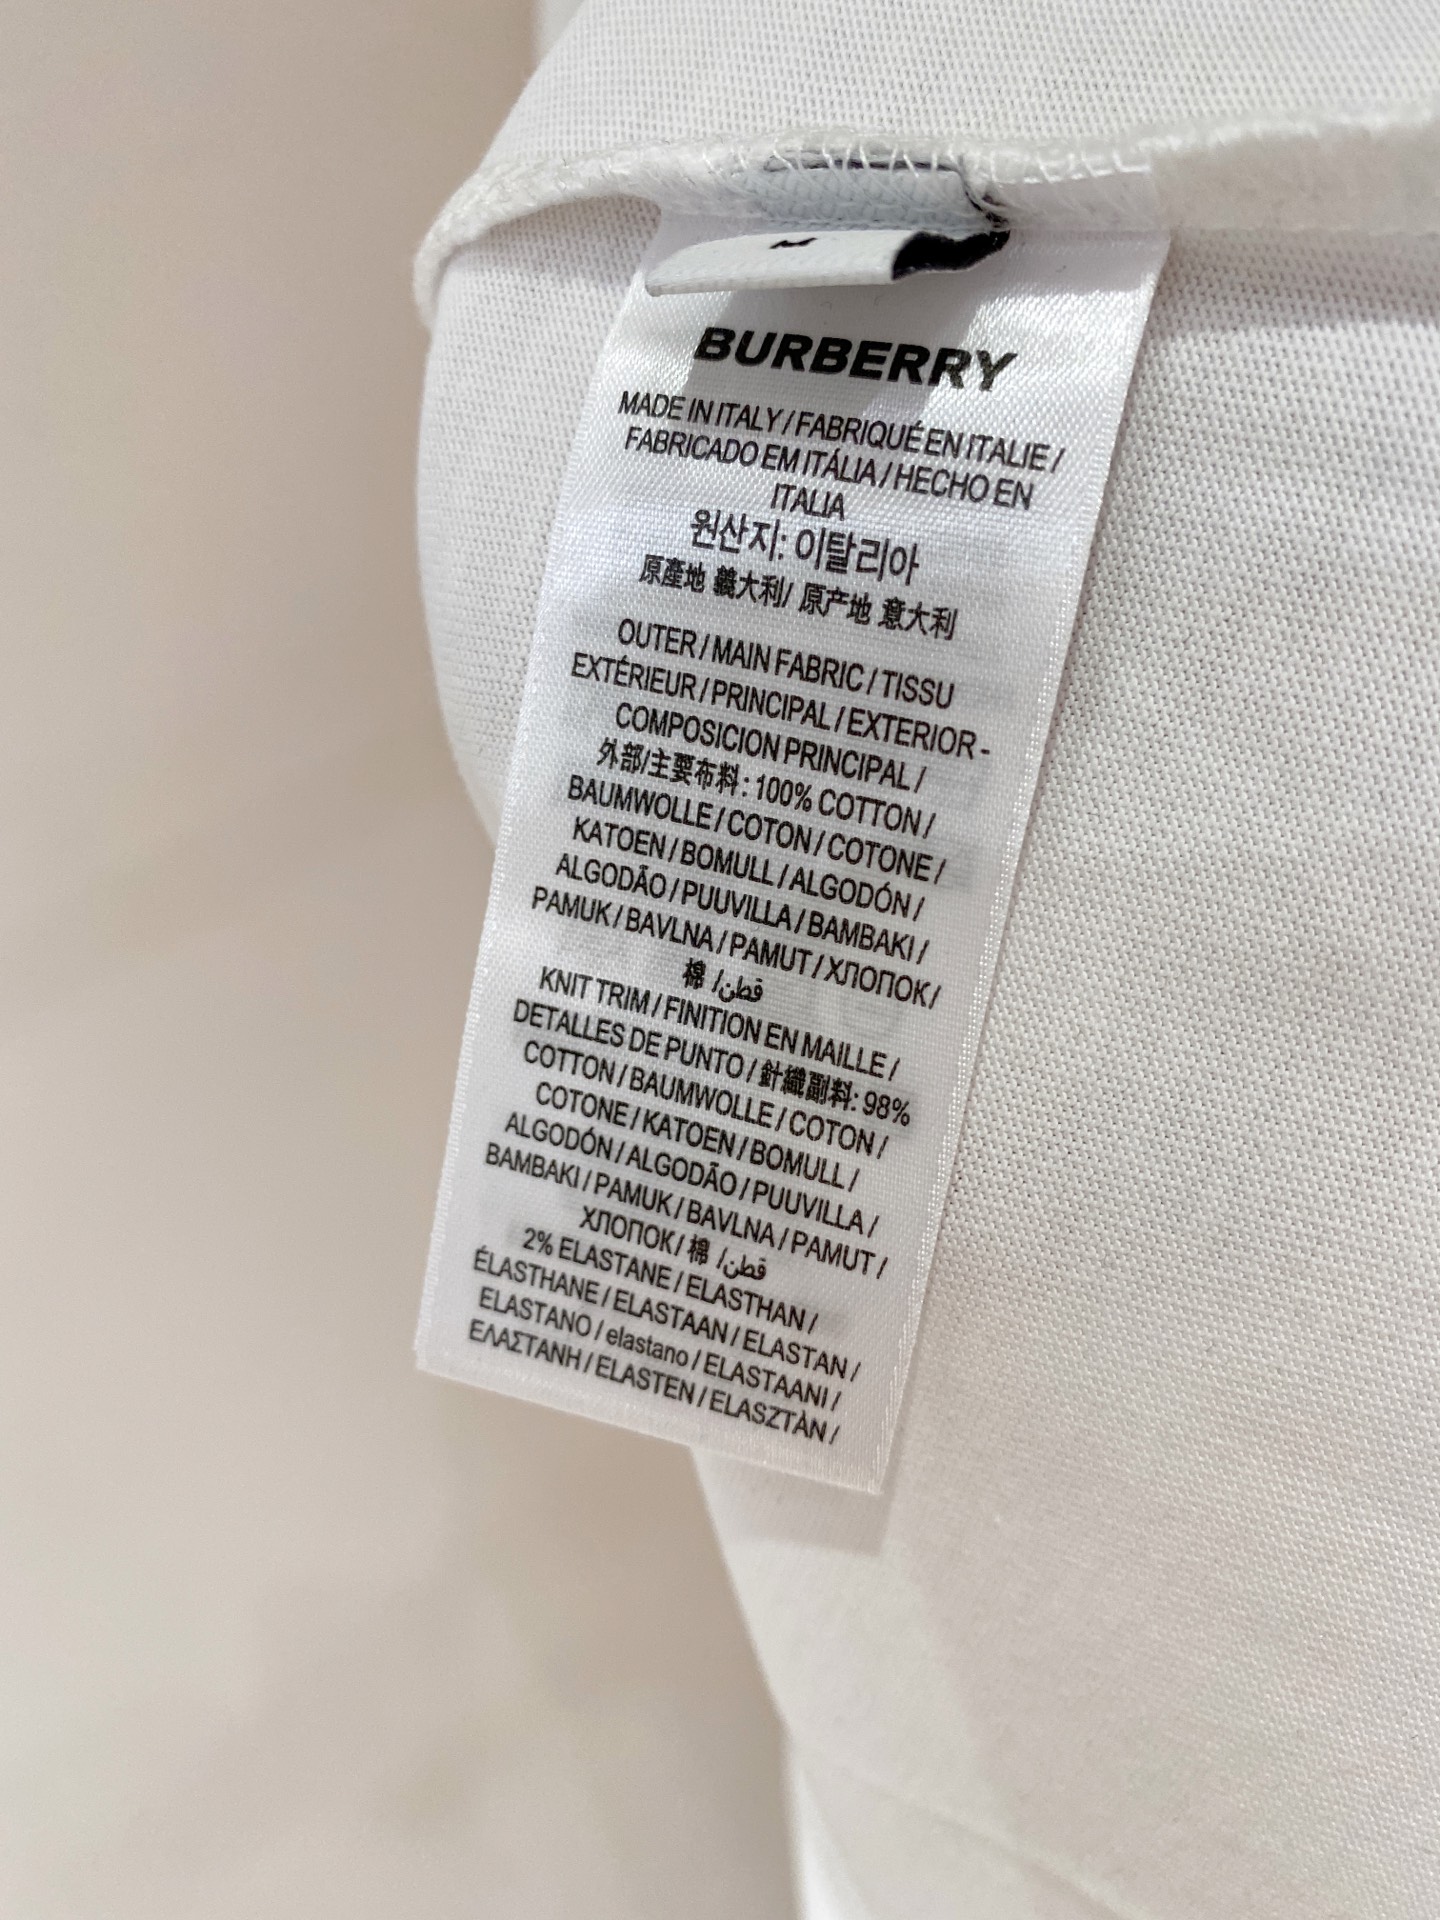 M
BURBERRY
MADE IN ITALY / FABRIQUÉ EN ITALIE /
FABRICADO EM ITÁLIA / HECHO EN
ITALIA
원산지: 이탈리아
原產地 義大利/ 原产地 意大利
OUTER / MAIN FABRIC / TISSU
EXTÉRIEUR / PRINCIPAL / EXTERIOR -
COMPOSICION PRINCIPAL /
外部/主要布料: 100% COTTON /
BAUMWOLLE / COTON / COTONE /
KATOEN / BOMULL / ALGODÓN /
ALGODÃO / PUUVILLA / BAMBAKI /
PAMUK / BAVLNA / PAMUT / ХЛОПОК /
棉 / قطن
KNIT TRIM / FINITION EN MAILLE /
DETALLES DE PUNTO / 針織副料: 98%
COTTON / BAUMWOLLE / COTON /
COTONE / KATOEN / BOMULL /
ALGODÓN / ALGODÃO / PUUVILLA /
BAMBAKI / PAMUK / BAVLNA / PAMUT /
ХЛОПОК / 棉 / قطن
2% ELASTANE / ELASTHAN /
ÉLASTHANE / ELASTAAN / ELASTAN /
ELASTANO / elastano / ELASTAANI /
ΕΛΑΣΤΑΝΗ / ELASTEN / ELASZTÀN /